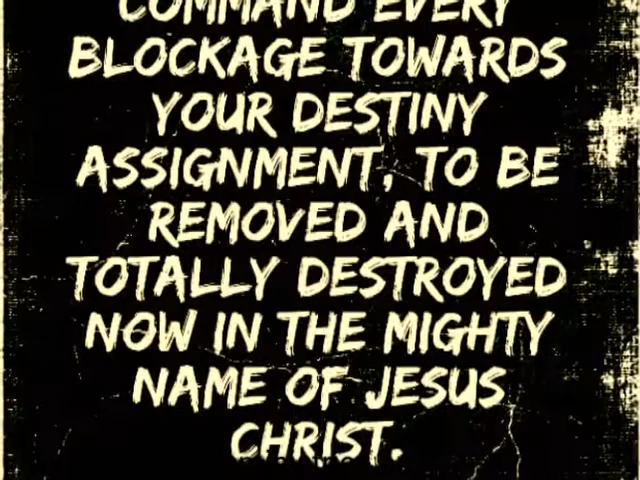 COMMAND EVERY
BLOCKAGE TOWARDS
YOUR DESTINY
ASSIGNMENT, TO BE
REMOVED AND
TOTALLY DESTROYED
NOW IN THE MIGHTY
NAME OF JESUS
CHRIST.